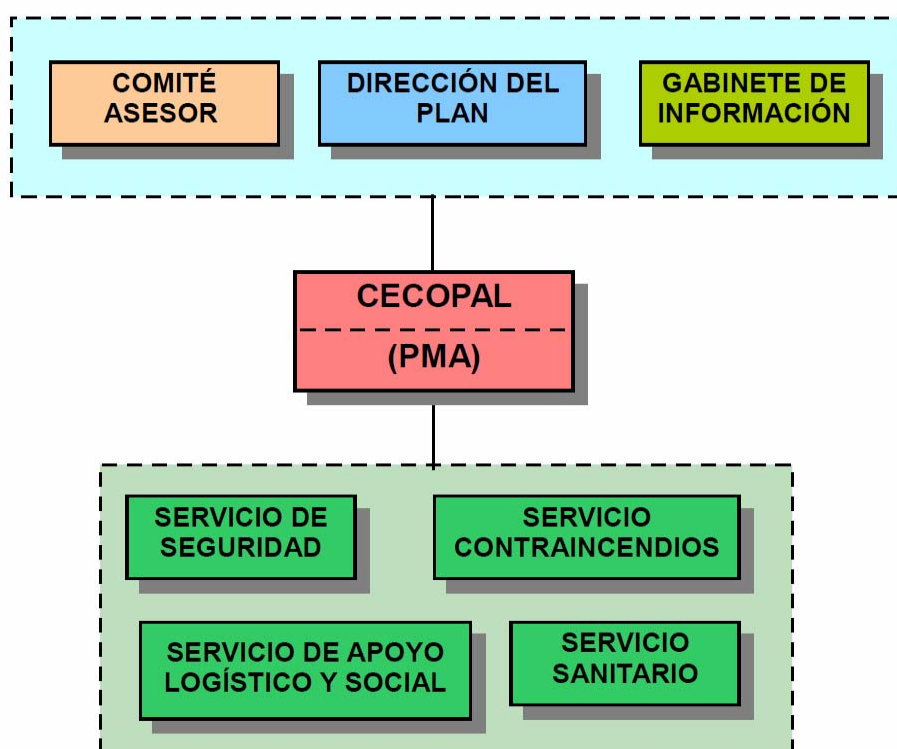 COMITÉ
ASESOR
DIRECCIÓN DEL
PLAN
GABINETE DE
INFORMACIÓN
CECOPAL
(PMA)
SERVICIO DE
SEGURIDAD
SERVICIO
CONTRAINCENDIOS
SERVICIO DE APOYO
LOGÍSTICO Y SOCIAL
SERVICIO
SANITARIO